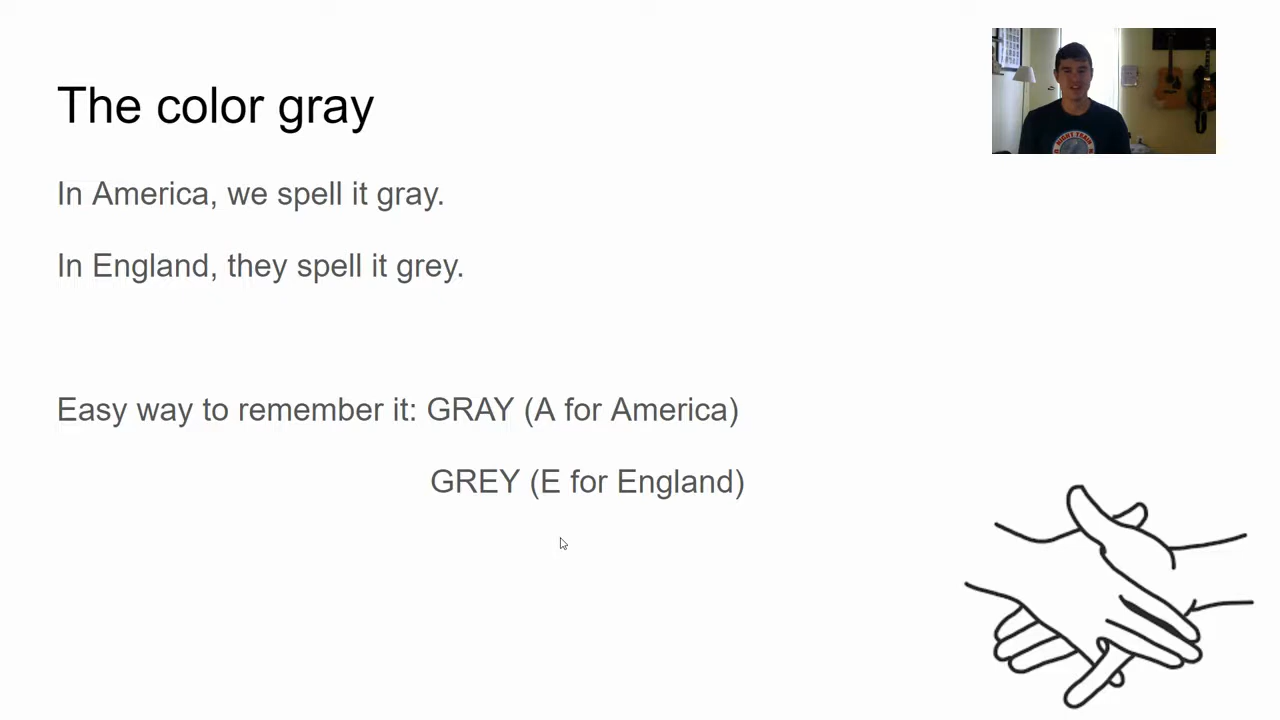 The color gray
In America, we spell it gray.
In England, they spell it grey.
Easy way to remember it: GRAY (A for America)
GREY (E for England)